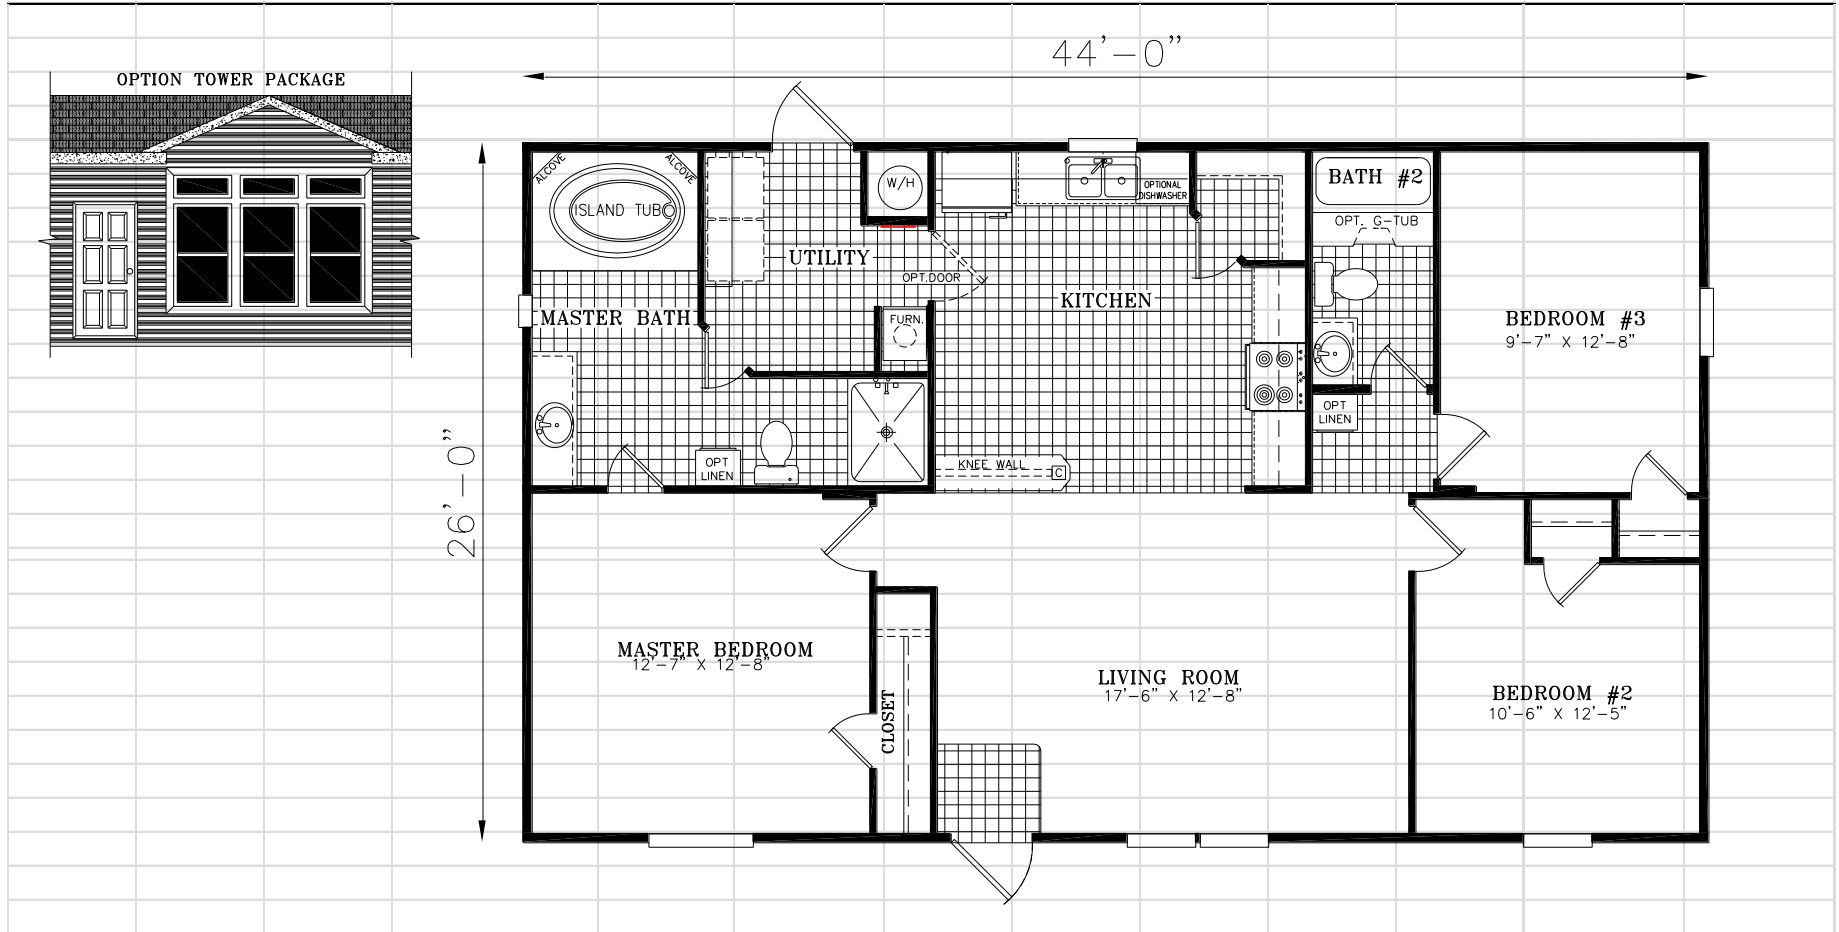 44'-0"
OPTION TOWER PACKAGE
ALCOVE
ALCOVE
ISLAND TUB
W/H
OPTIONAL
DISHWASHER
BATH #2
OPT. G-TUB
UTILITY
OPT.DOOR
KITCHEN
MASTER BATH
FURN.
BEDROOM #3
9'-7" X 12'-8"
OPT
LINEN
26'-0"
OPT
LINEN
KNEE WALL
C
MASTER BEDROOM
12'-7" X 12'-8"
CLOSET
LIVING ROOM
17'-6" X 12'-8"
BEDROOM #2
10'-6" X 12'-5"